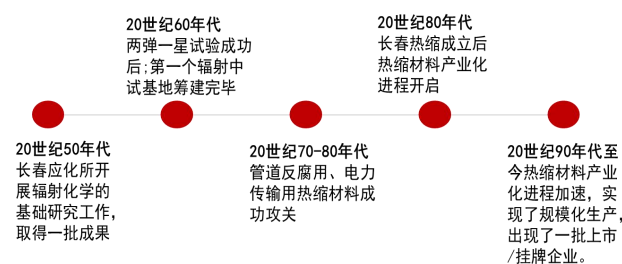 20世纪50年代
长春应化所开
展辐射化学的
基础研究工作，
取得一批成果
20世纪60年代
两弹一星试验成功
后;第一个辐射中
试基地筹建完毕
20世纪70-80年代
管道反腐用、电力
传输用热缩材料成
功攻关
20世纪80年代
长春热缩成立后
热缩材料产业化
进程开启
20世纪90年代至
今热缩材料产业
化进程加速，实
现了规模化生产，
出现了一批上市
/挂牌企业。